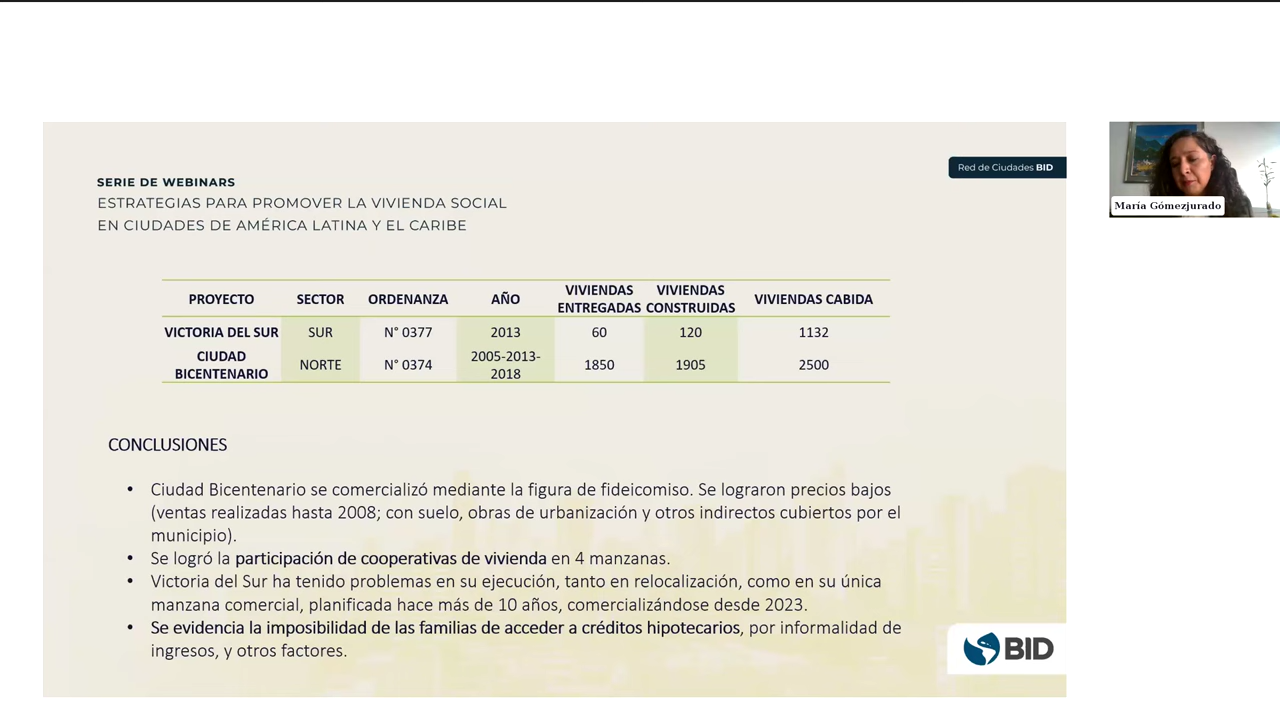 Red de Ciudades BID
SERIE DE WEBINARS
ESTRATEGIAS PARA PROMOVER LA VIVIENDA SOCIAL
EN CIUDADES DE AMÉRICA LATINA Y EL CARIBE
María Gómezjurado
PROYECTO SECTOR ORDENANZA AÑO VIVIENDAS ENTREGADAS VIVIENDAS CONSTRUIDAS VIVIENDAS CABIDA
VICTORIA DEL SUR SUR N° 0377 2013 60 120 1132
CIUDAD BICENTENARIO NORTE N° 0374 2005-2013-2018 1850 1905 2500
CONCLUSIONES
• Ciudad Bicentenario se comercializó mediante la figura de fideicomiso. Se lograron precios bajos
(ventas realizadas hasta 2008; con suelo, obras de urbanización y otros indirectos cubiertos por el
municipio).
• Se logró la participación de cooperativas de vivienda en 4 manzanas.
• Victoria del Sur ha tenido problemas en su ejecución, tanto en relocalización, como en su única
manzana comercial, planificada hace más de 10 años, comercializándose desde 2023.
• Se evidencia la imposibilidad de las familias de acceder a créditos hipotecarios, por informalidad de
ingresos, y otros factores.
BID